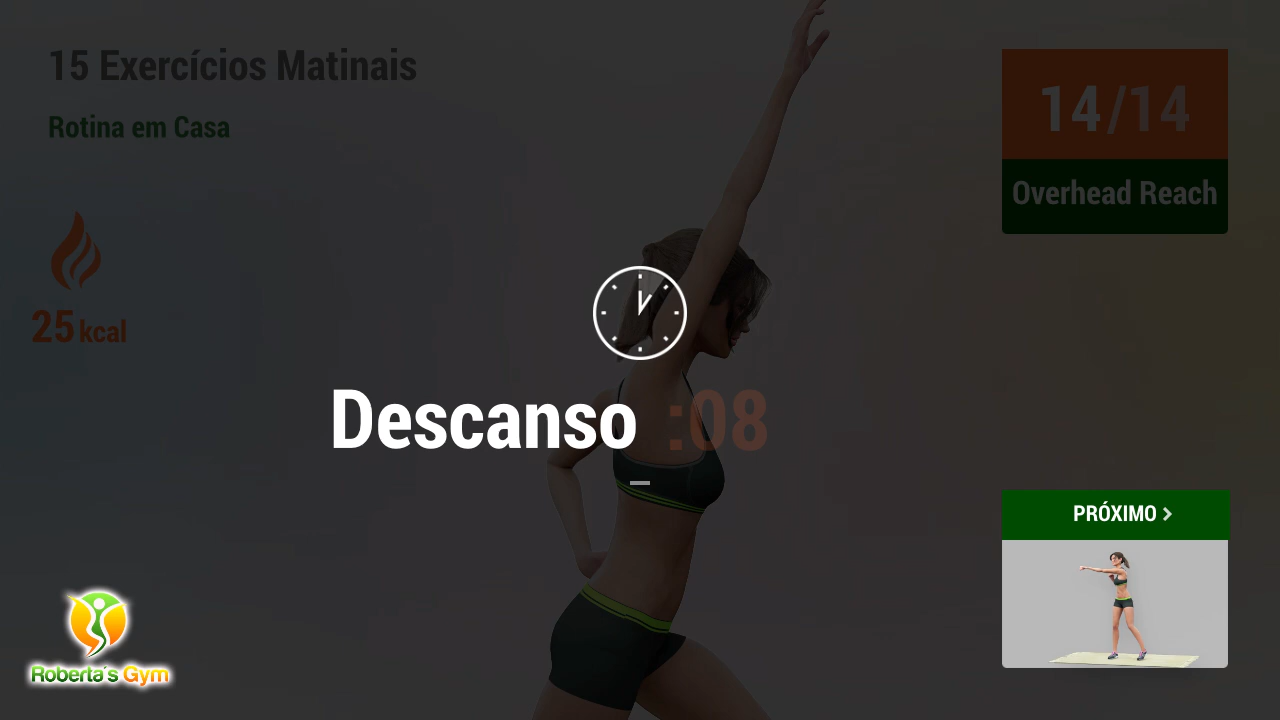 15 Exercícios Matinais
Rotina em Casa
14/14
Overhead Reach
25 kcal
Descanso :08
PRÓXIMO >
Roberta's Gym